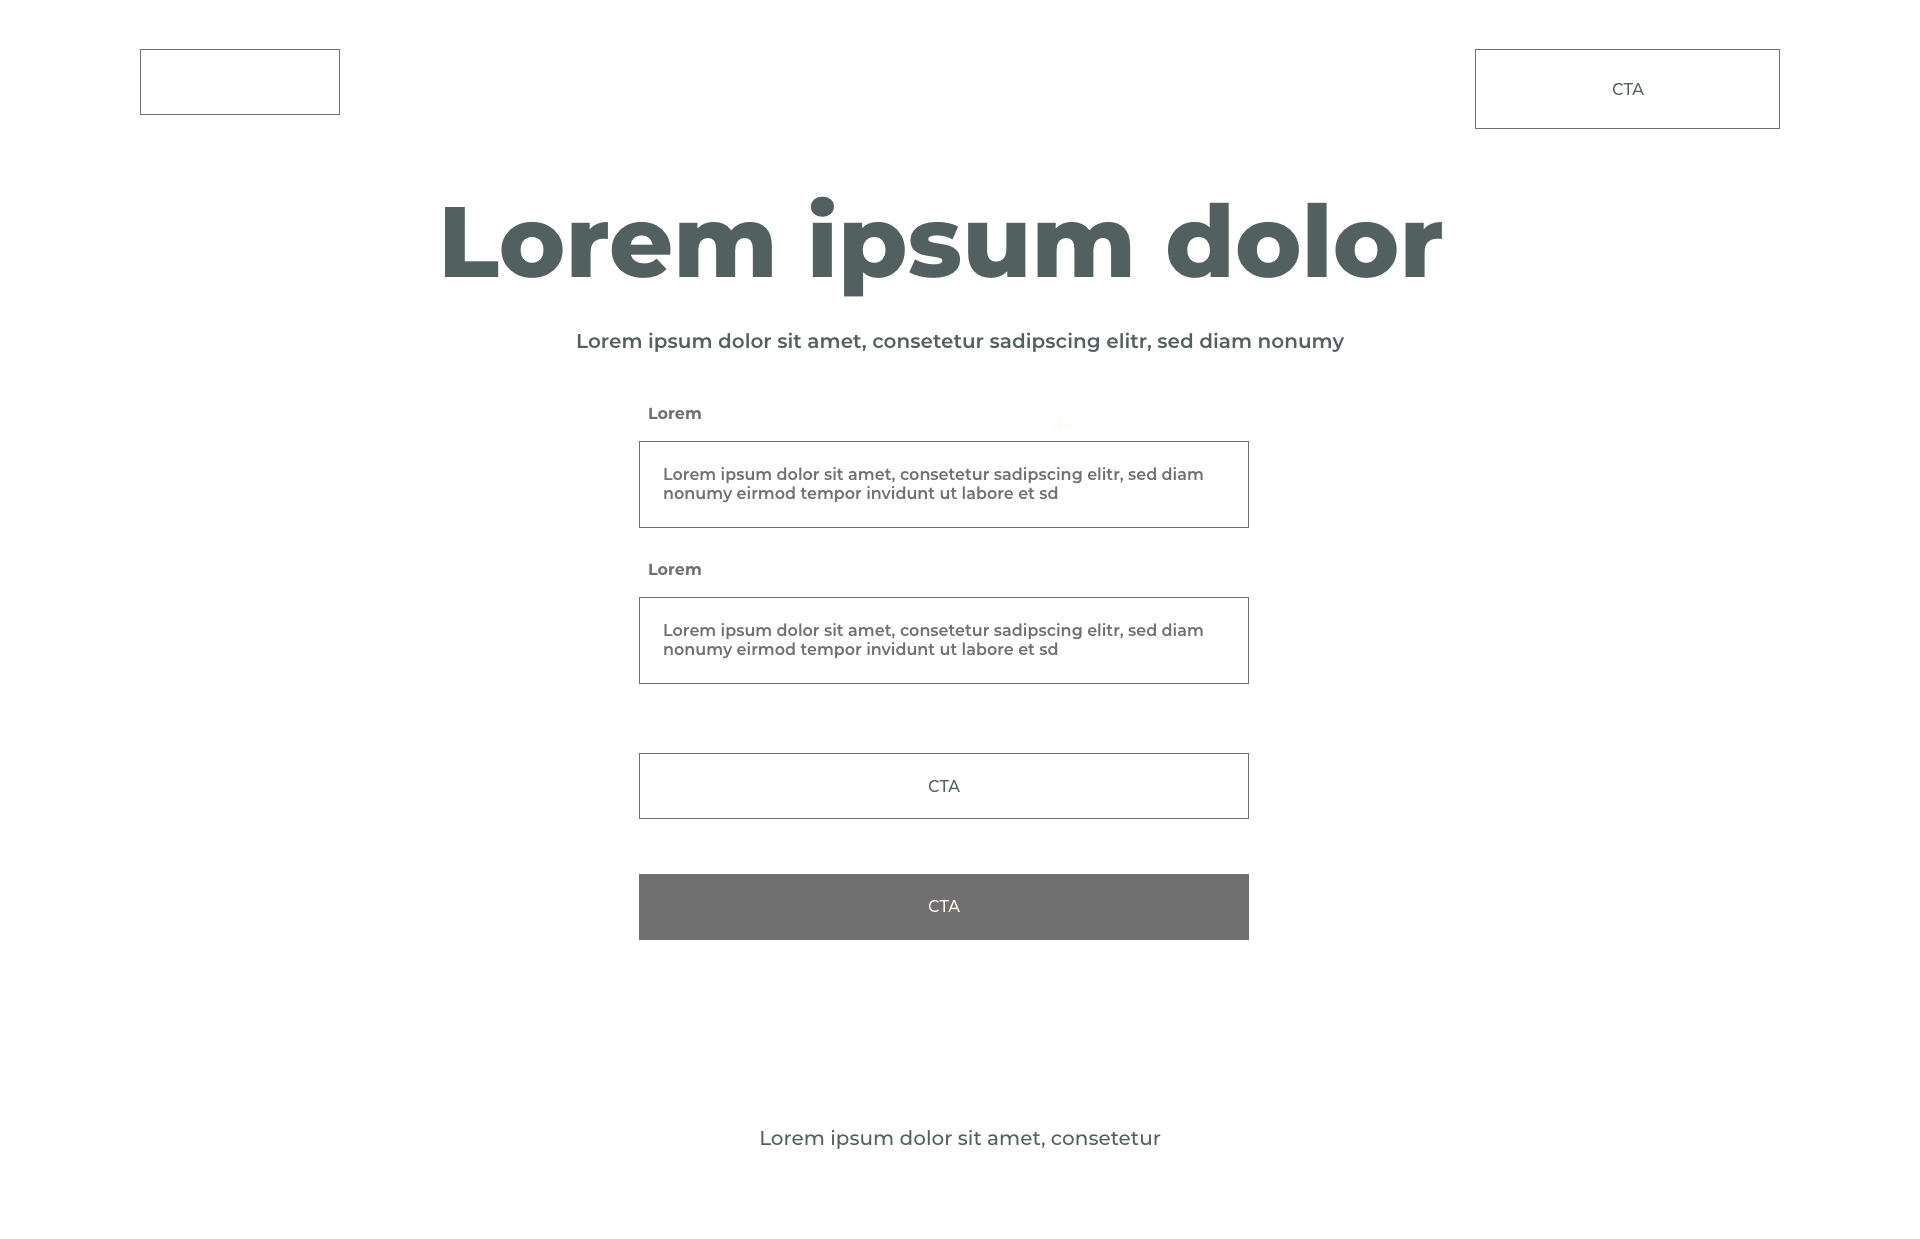 CTA
Lorem ipsum dolor
Lorem ipsum dolor sit amet, consetetur sadipscing elitr, sed diam nonumy
Lorem
Lorem ipsum dolor sit amet, consetetur sadipscing elitr, sed diam
nonumy eirmod tempor invidunt ut labore et sd
Lorem
Lorem ipsum dolor sit amet, consetetur sadipscing elitr, sed diam
nonumy eirmod tempor invidunt ut labore et sd
CTA
CTA
Lorem ipsum dolor sit amet, consetetur